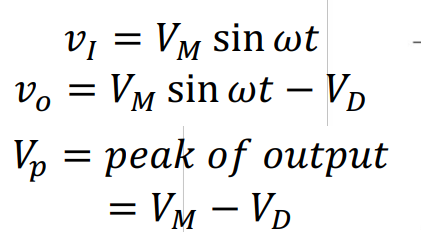 v_I = V_M sin ωt
v_o = V_M sin ωt − V_D
V_p = peak of output
= V_M − V_D